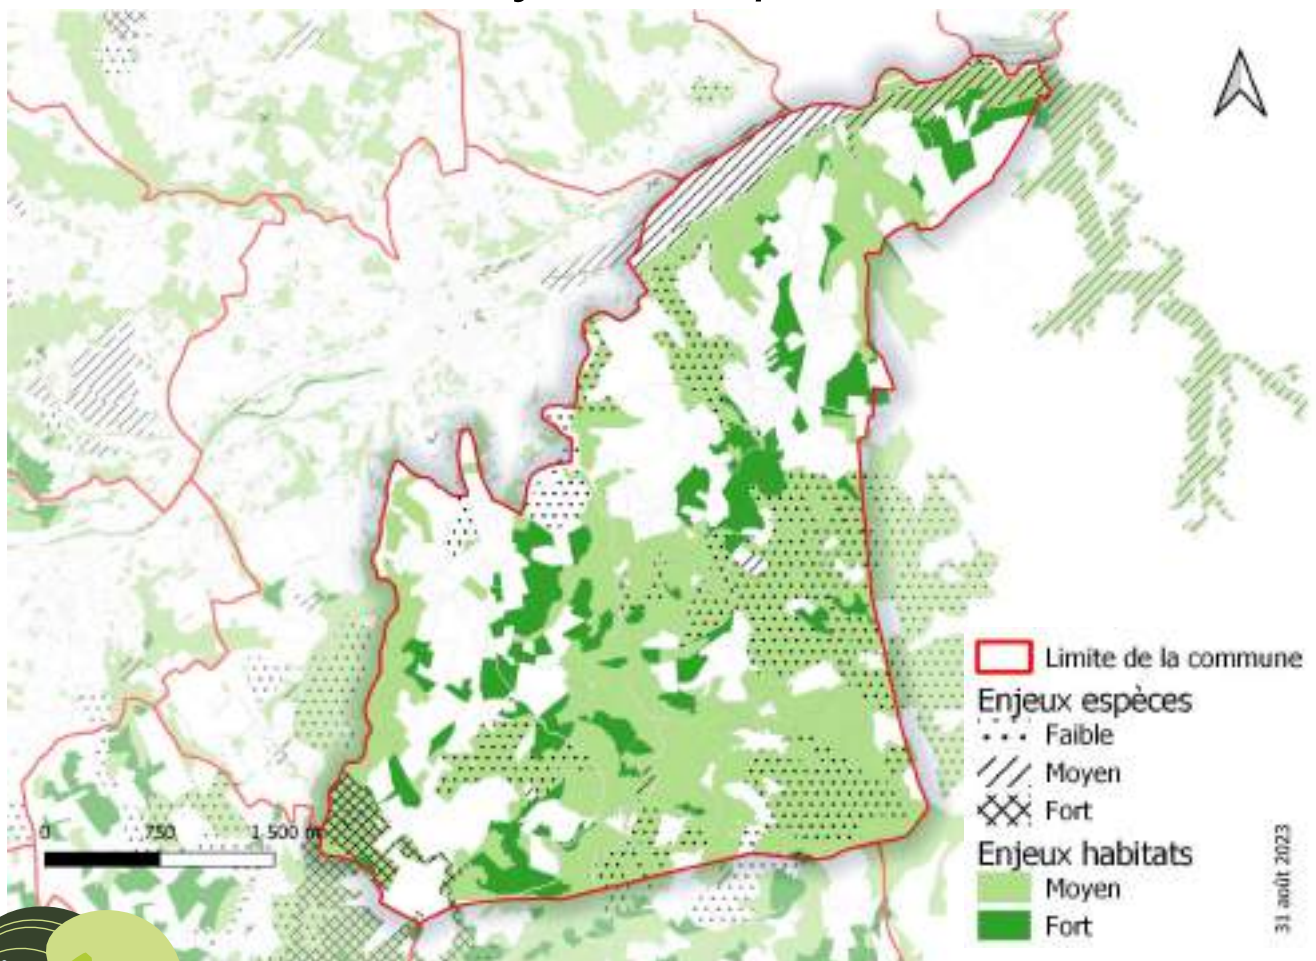 0 750 1 500 m
Limite de la commune
Enjeux espèces
Faible
Moyen
Fort
Enjeux habitats
Moyen
Fort
31 août 2023